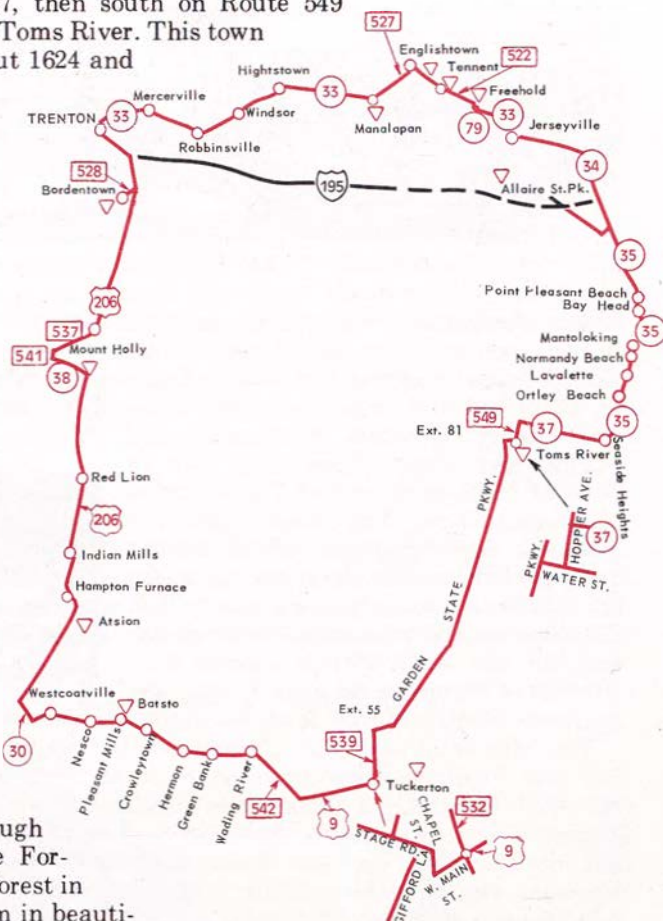 7, then south on Route 549
Toms River. This town
ut 1624 and
527
Englishtown
Tennent
522
Hightstown
Freehold
Mercerville
33
33
TRENTON
33
Windsor
Manalapan
79
Jerseyville
Robbinsville
34
528
195
Allaire St.Pk.
Bordentown
35
206
Point Pleasant Beach
Bay Head
537
35
541
Mount Holly
Mantoloking
38
Normandy Beach
Lavalette
Ortley Beach
549
Ext. 81
37
35
Toms River
Seaside Heights
Red Lion
PKWY.
HOPPIER AVE.
206
37
PKWY.
WATER ST.
Indian Mills
Hampton Furnace
STATE
Atsion
GARDEN
Westcoatville
Batsto
Ext. 55
30
Nesco
Pleasant Mills
Crowleytown
539
Hermon
Green Bank
Wading River
Tuckerton
542
CHAPEL ST.
532
9
STAGE RD.
9
ugh
W. MAIN ST.
e For-
GIFFORD LA.
orest in
n in beauti-